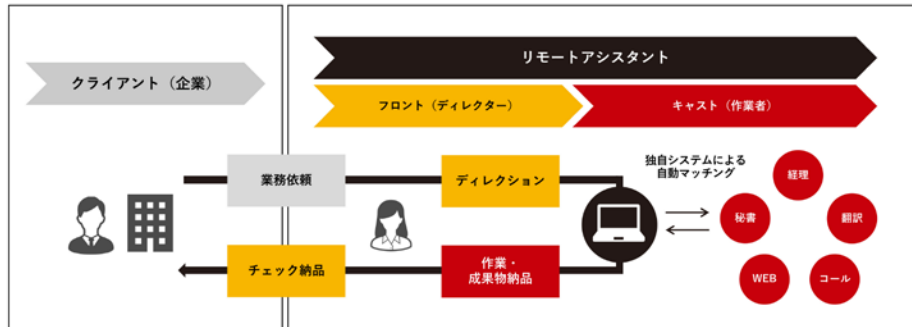 リモートアシスタント
クライアント（企業）
フロント（ディレクター）
キャスト（作業者）
業務依頼
ディレクション
独自システムによる
自動マッチング
経理
秘書
翻訳
WEB
コール
チェック納品
作業・
成果物納品